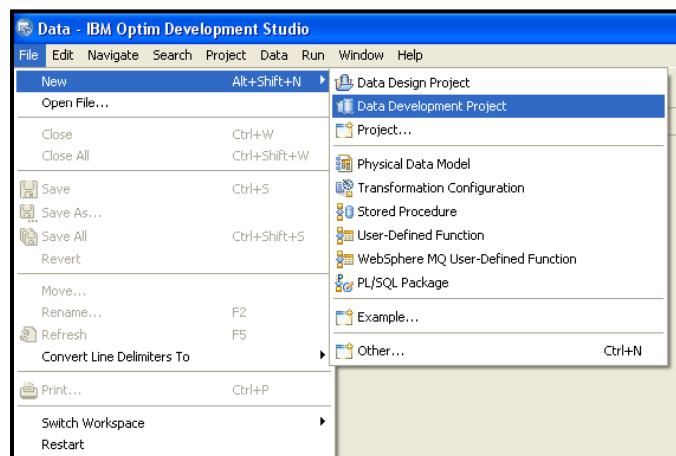 Data - IBM Optim Development Studio
File Edit Navigate Search Project Data Run Window Help
New Alt+Shift+N
Open File...
Close Ctrl+W
Close All Ctrl+Shift+W
Save Ctrl+S
Save As...
Save All Ctrl+Shift+S
Revert
Move...
Rename... F2
Refresh F5
Convert Line Delimiters To
Print... Ctrl+P
Switch Workspace
Restart
Data Design Project
Data Development Project
Project...
Physical Data Model
Transformation Configuration
Stored Procedure
User-Defined Function
WebSphere MQ User-Defined Function
PL/SQL Package
Example...
Other... Ctrl+N